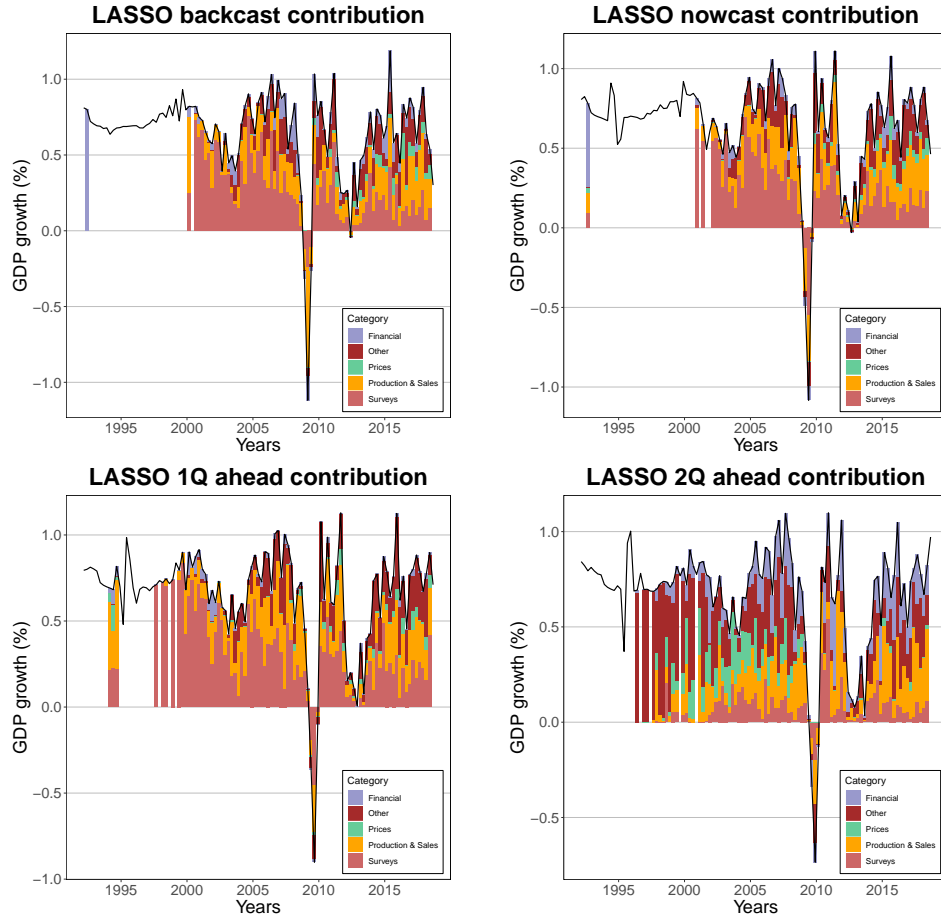 LASSO backcast contribution
GDP growth (%)
1.0
0.5
0.0
−0.5
−1.0
Category
Financial
Other
Prices
Production & Sales
Surveys
1995 2000 2005 2010 2015
Years
LASSO nowcast contribution
GDP growth (%)
1.0
0.5
0.0
−0.5
−1.0
Category
Financial
Other
Prices
Production & Sales
Surveys
1995 2000 2005 2010 2015
Years
LASSO 1Q ahead contribution
GDP growth (%)
1.0
0.5
0.0
−0.5
−1.0
Category
Financial
Other
Prices
Production & Sales
Surveys
1995 2000 2005 2010 2015
Years
LASSO 2Q ahead contribution
GDP growth (%)
1.0
0.5
0.0
−0.5
Category
Financial
Other
Prices
Production & Sales
Surveys
1995 2000 2005 2010 2015
Years